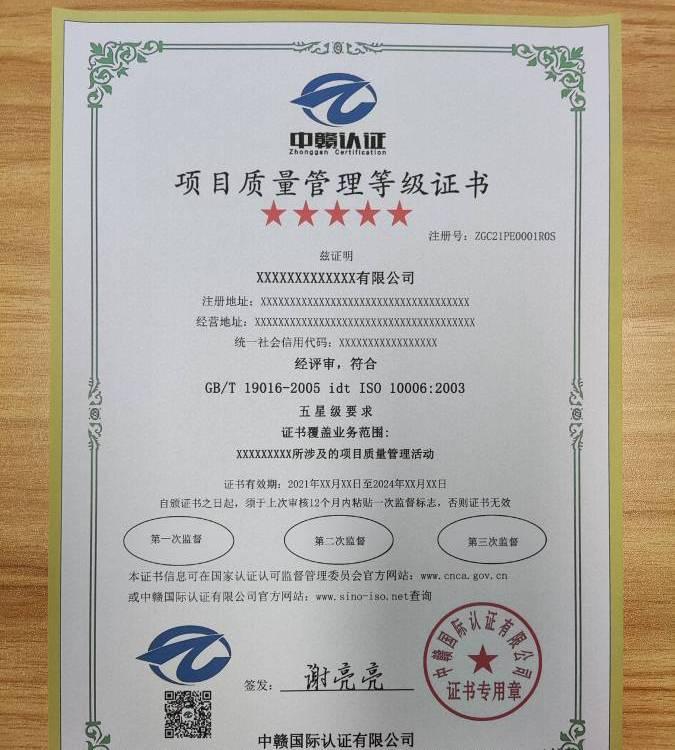 中赣认证
Zhonggan Certification
项目质量管理等级证书
★★★★★
注册号：ZGC21PE0001R0S
兹证明
XXXXXXXXXXXXX有限公司
注册地址：XXXXXXXXXXXXXXXXXXXXXXXXXXXXXXXXXXXX
经营地址：XXXXXXXXXXXXXXXXXXXXXXXXXXXXXXXXXXXXXX
统一社会信用代码：XXXXXXXXXXXXXXXXX
经评审，符合
GB/T 19016-2005 idt ISO 10006:2003
五星级要求
证书覆盖业务范围：
XXXXXXXXX所涉及的项目质量管理活动
证书有效期：2021年XX月XX日至2024年XX月XX日
自颁证书之日起，须于上次审核12个月内粘贴一次监督标志，否则证书无效
第一次监督 第二次监督 第三次监督
本证书信息可在国家认证认可监督管理委员会官方网站：www.cnca.gov.cn
或中赣国际认证有限公司官方网站：www.sino-iso.net查询
签发：谢亮亮
中赣国际认证有限公司
证书专用章
中赣国际认证有限公司